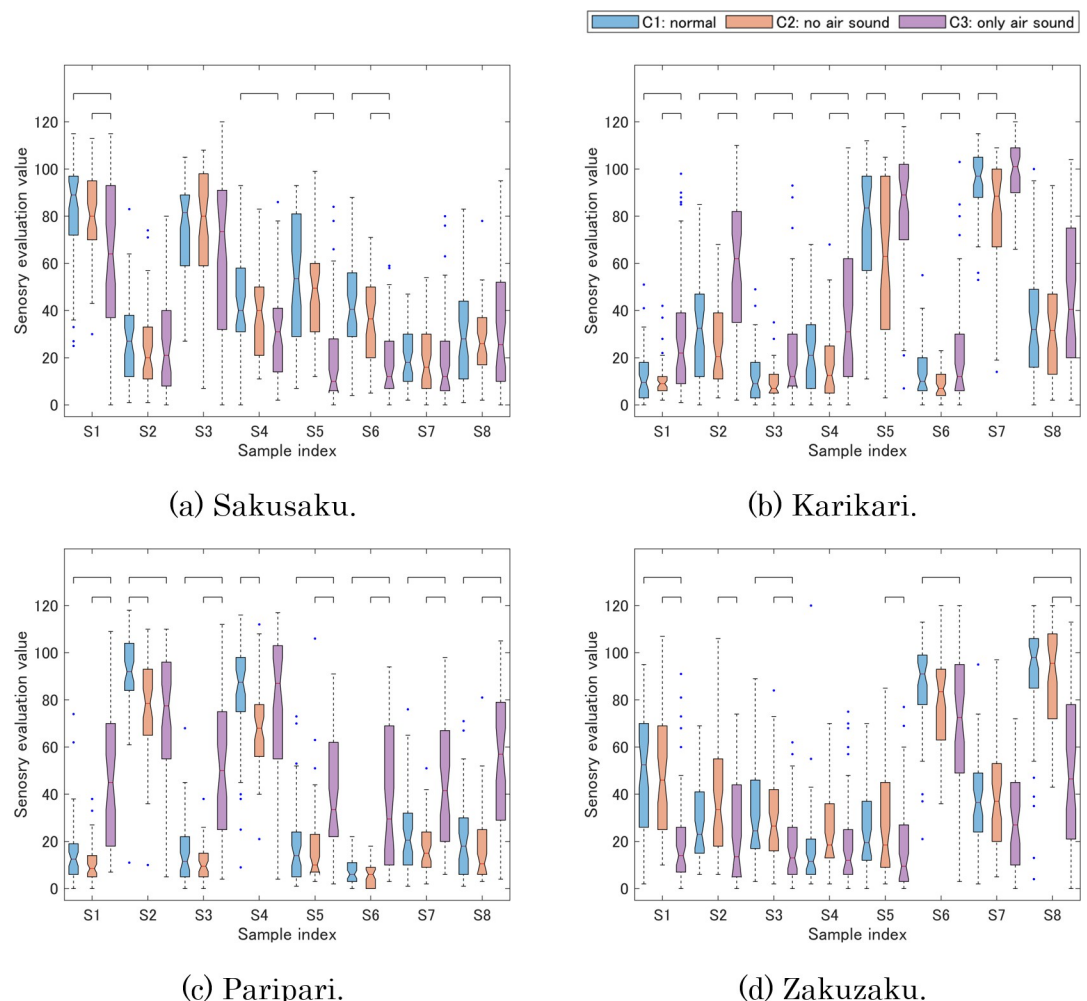 C1: normal C2: no air sound C3: only air sound
120
100
80
60
40
20
0
Senosry evaluation value
S1 S2 S3 S4 S5 S6 S7 S8
Sample index
(a) Sakusaku.
120
100
80
60
40
20
0
Senosry evaluation value
S1 S2 S3 S4 S5 S6 S7 S8
Sample index
(b) Karikari.
120
100
80
60
40
20
0
Senosry evaluation value
S1 S2 S3 S4 S5 S6 S7 S8
Sample index
(c) Paripari.
120
100
80
60
40
20
0
Senosry evaluation value
S1 S2 S3 S4 S5 S6 S7 S8
Sample index
(d) Zakuzaku.